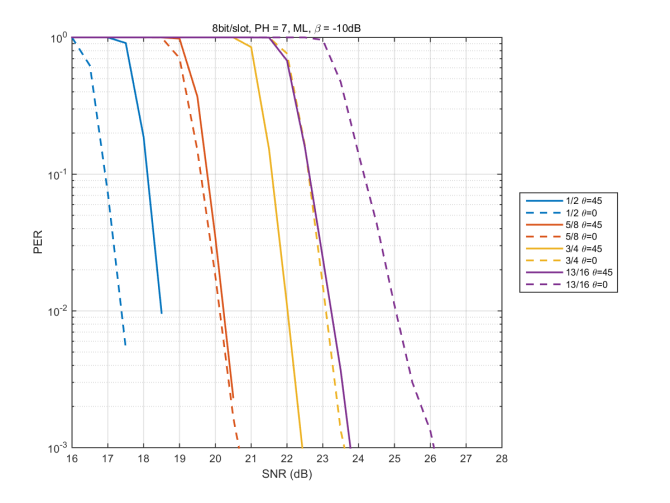 8bit/slot, PH = 7, ML, β = -10dB
10^0
10^-1
10^-2
10^-3
PER
16 17 18 19 20 21 22 23 24 25 26 27 28
SNR (dB)
1/2 θ=45
1/2 θ=0
5/8 θ=45
5/8 θ=0
3/4 θ=45
3/4 θ=0
13/16 θ=45
13/16 θ=0